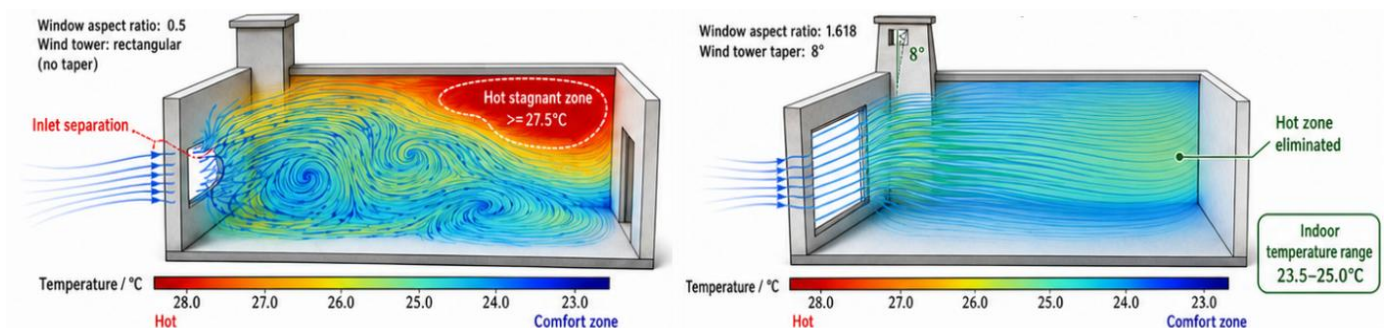 Window aspect ratio: 0.5
Wind tower: rectangular
(no taper)
Inlet separation
Hot stagnant zone
>= 27.5°C
Temperature / °C
28.0 27.0 26.0 25.0 24.0 23.0
Hot Comfort zone
Window aspect ratio: 1.618
Wind tower taper: 8°
8°
Hot zone
eliminated
Indoor
temperature range
23.5–25.0°C
Temperature / °C
28.0 27.0 26.0 25.0 24.0 23.0
Hot Comfort zone